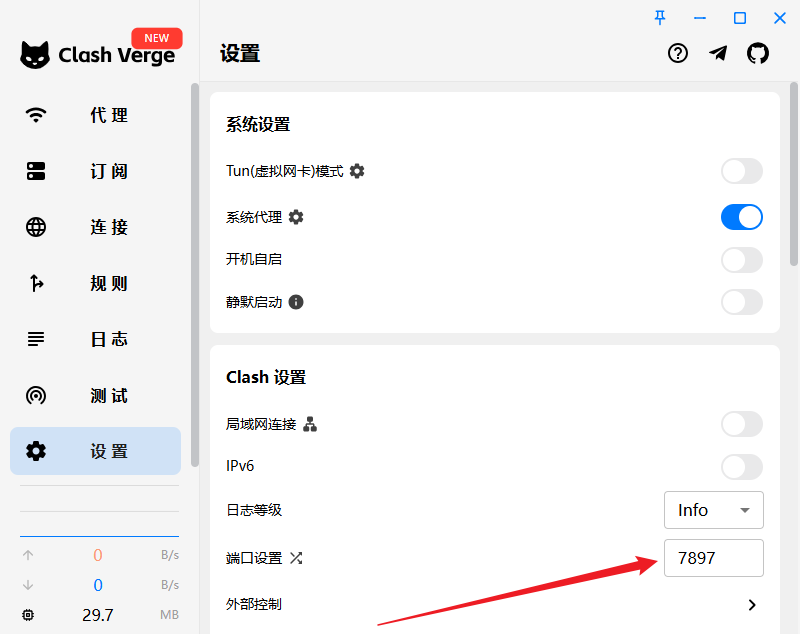 NEW
Clash Verge
代理
订阅
连接
规则
日志
测试
设置
0 B/s
0 B/s
29.7 MB
设置
系统设置
Tun(虚拟网卡)模式
系统代理
开机自启
静默启动
Clash 设置
局域网连接
IPv6
日志等级 Info
端口设置 7897
外部控制